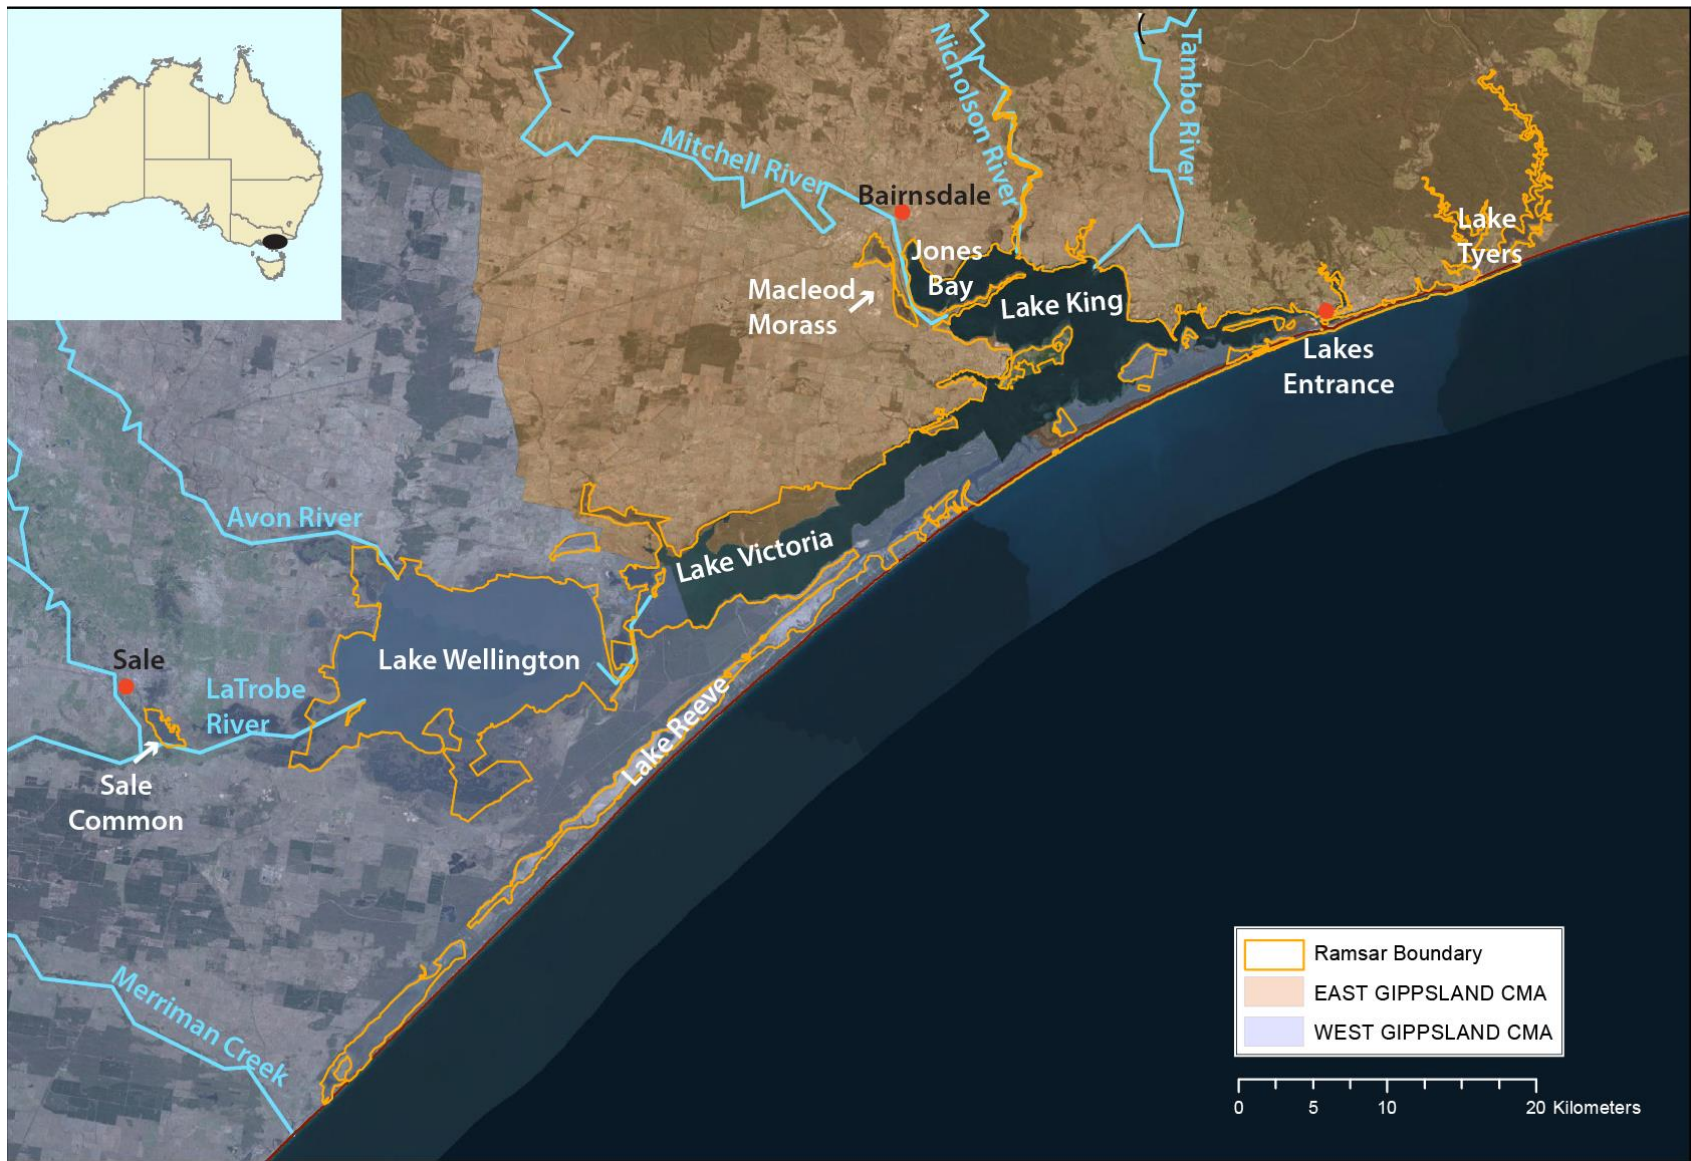 Nicholson River
Tambo River
Mitchell River
Bairnsdale
Jones
Bay
Lake
Tyers
Macleod
Morass
Lake King
Lakes
Entrance
Avon River
Lake Victoria
Sale
LaTrobe
River
Lake Wellington
Lake Reeve
Sale
Common
Merriman Creek
Ramsar Boundary
EAST GIPPSLAND CMA
WEST GIPPSLAND CMA
0 5 10 20 Kilometers